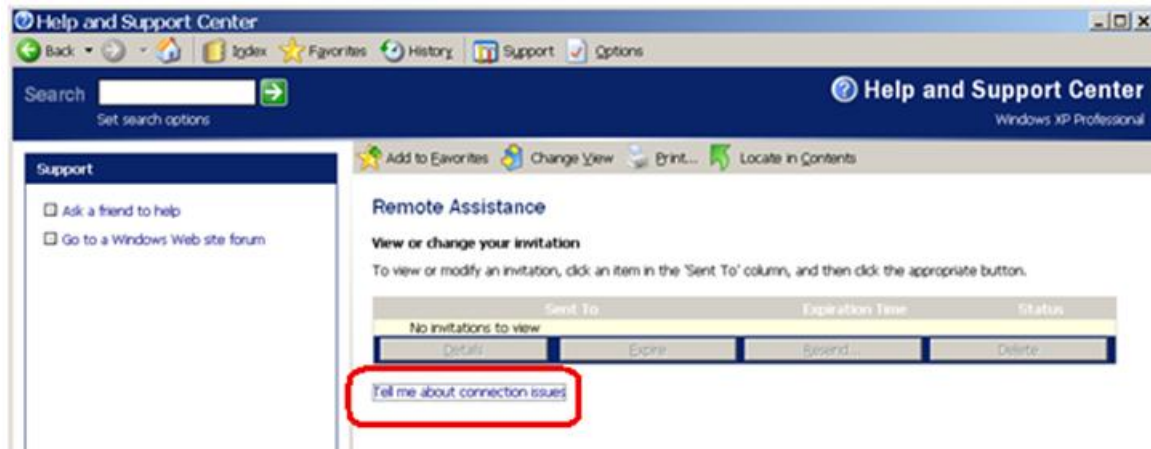 Help and Support Center
Back Index Favorites History Support Options
Search
Set search options
Help and Support Center
Windows XP Professional
Support
Ask a friend to help
Go to a Windows Web site forum
Add to Favorites Change View Print... Locate in Contents
Remote Assistance
View or change your invitation
To view or modify an invitation, click an item in the 'Sent To' column, and then click the appropriate button.
Sent To Expiration Time Status
No invitations to view
Details Expire Resend... Delete
Tell me about connection issues